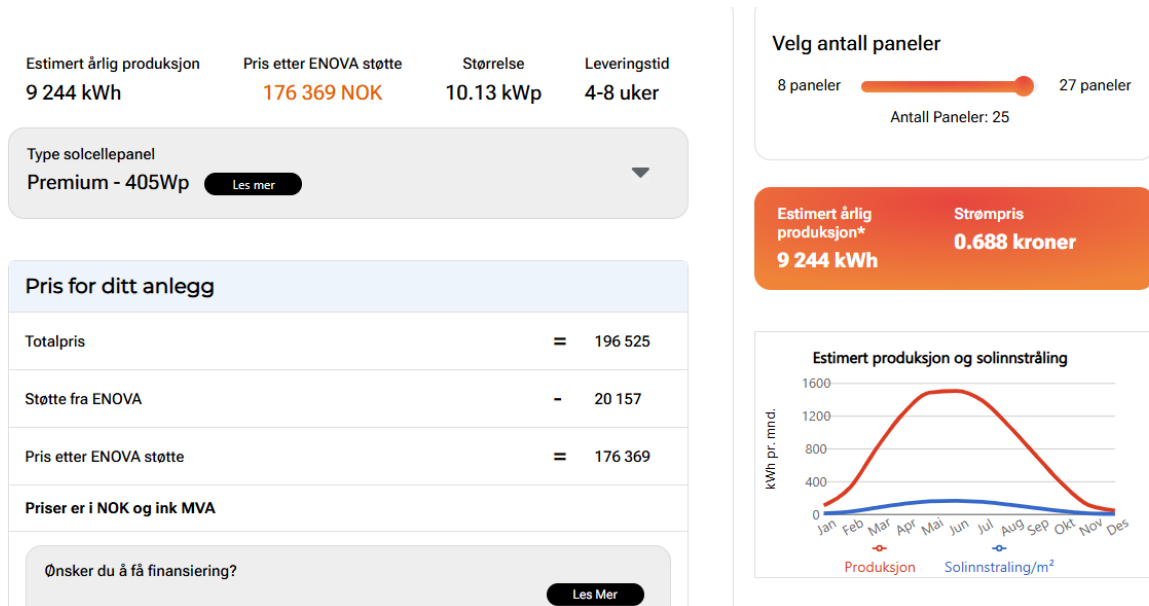 Estimert årlig produksjon
9 244 kWh
Pris etter ENOVA støtte
176 369 NOK
Størrelse
10.13 kWp
Leveringstid
4-8 uker
Type solcellepanel
Premium - 405Wp
Les mer
Pris for ditt anlegg
Totalpris = 196 525
Støtte fra ENOVA - 20 157
Pris etter ENOVA støtte = 176 369
Priser er i NOK og ink MVA
Ønsker du å få finansiering?
Les Mer
Velg antall paneler
8 paneler
27 paneler
Antall Paneler: 25
Estimert årlig
produksjon*
9 244 kWh
Strømpris
0.688 kroner
Estimert produksjon og solinnstråling
kWh pr. mnd.
1600
1200
800
400
0
Jan Feb Mar Apr Mai Jun Jul Aug Sep Okt Nov Des
Produksjon
Solinnstraling/m²